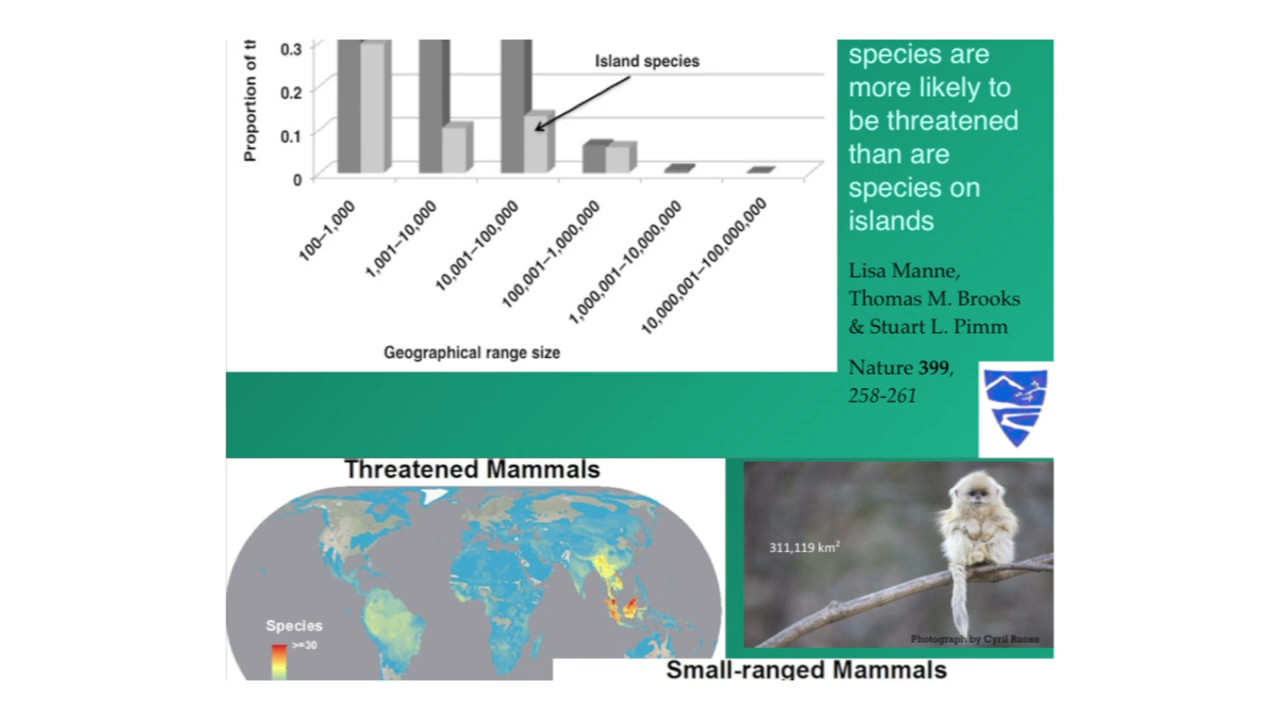 Proportion of th
0.3
0.2
0.1
0
Island species
100–1,000
1,001–10,000
10,001–100,000
100,001–1,000,000
1,000,001–10,000,000
10,000,001–100,000,000
Geographical range size
species are
more likely to
be threatened
than are
species on
islands
Lisa Manne,
Thomas M. Brooks
& Stuart L. Pimm
Nature 399,
258-261
Threatened Mammals
Species
>=30
311,119 km²
Photograph by Cyril Ruoso
Small-ranged Mammals